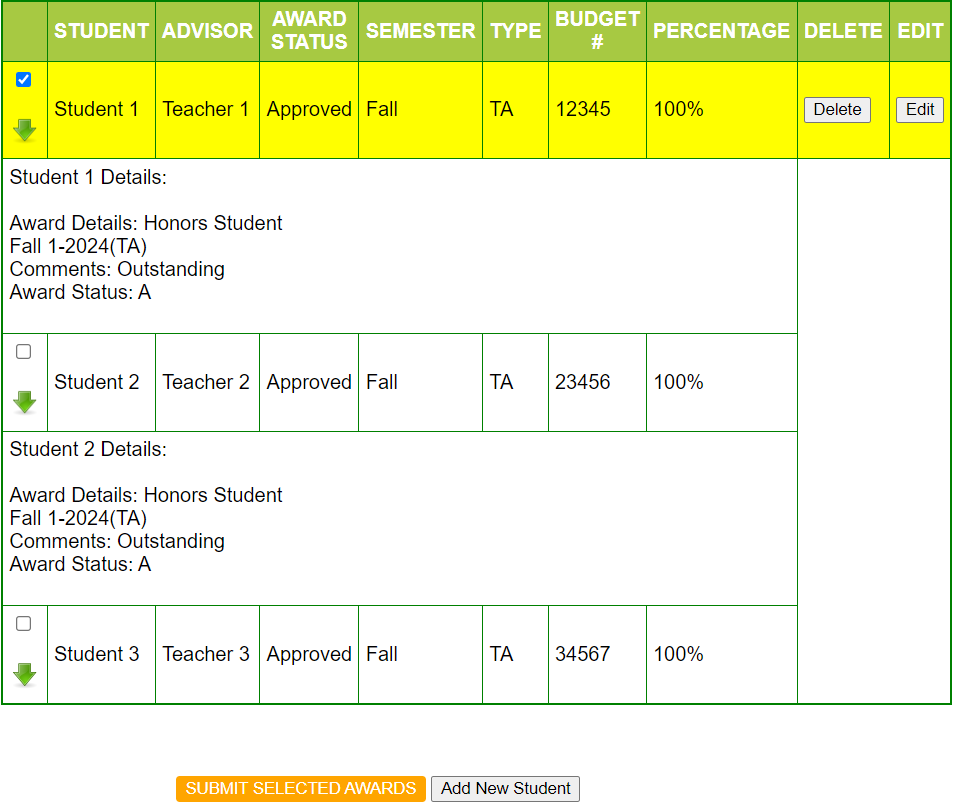 STUDENT ADVISOR AWARD STATUS SEMESTER TYPE BUDGET # PERCENTAGE DELETE EDIT
Student 1 Teacher 1 Approved Fall TA 12345 100% Delete Edit
Student 1 Details:
Award Details: Honors Student
Fall 1-2024(TA)
Comments: Outstanding
Award Status: A
Student 2 Teacher 2 Approved Fall TA 23456 100%
Student 2 Details:
Award Details: Honors Student
Fall 1-2024(TA)
Comments: Outstanding
Award Status: A
Student 3 Teacher 3 Approved Fall TA 34567 100%
SUBMIT SELECTED AWARDS Add New Student